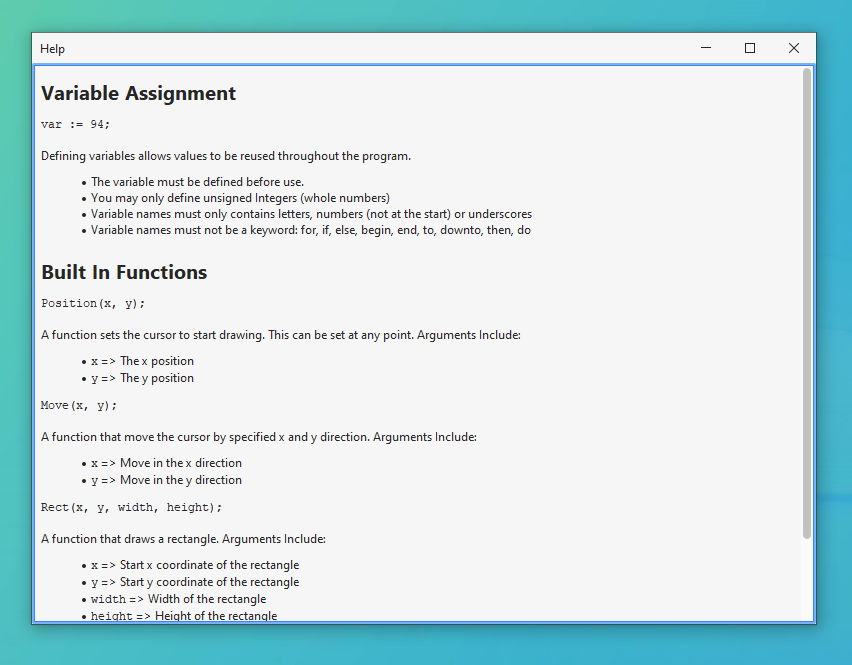 Help
Variable Assignment
var := 94;
Defining variables allows values to be reused throughout the program.
• The variable must be defined before use.
• You may only define unsigned Integers (whole numbers)
• Variable names must only contains letters, numbers (not at the start) or underscores
• Variable names must not be a keyword: for, if, else, begin, end, to, downto, then, do
Built In Functions
Position(x, y);
A function sets the cursor to start drawing. This can be set at any point. Arguments Include:
• x => The x position
• y => The y position
Move(x, y);
A function that move the cursor by specified x and y direction. Arguments Include:
• x => Move in the x direction
• y => Move in the y direction
Rect(x, y, width, height);
A function that draws a rectangle. Arguments Include:
• x => Start x coordinate of the rectangle
• y => Start y coordinate of the rectangle
• width => Width of the rectangle
• height => Height of the rectangle